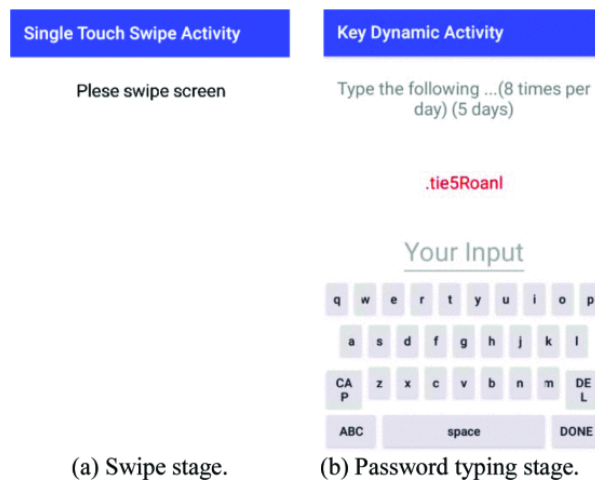 Single Touch Swipe Activity
Plese swipe screen
(a) Swipe stage.
Key Dynamic Activity
Type the following ...(8 times per
day) (5 days)
.tie5Roanl
Your Input
q w e r t y u i o p
a s d f g h j k l
CA
P z x c v b n m DE
L
ABC space DONE
(b) Password typing stage.